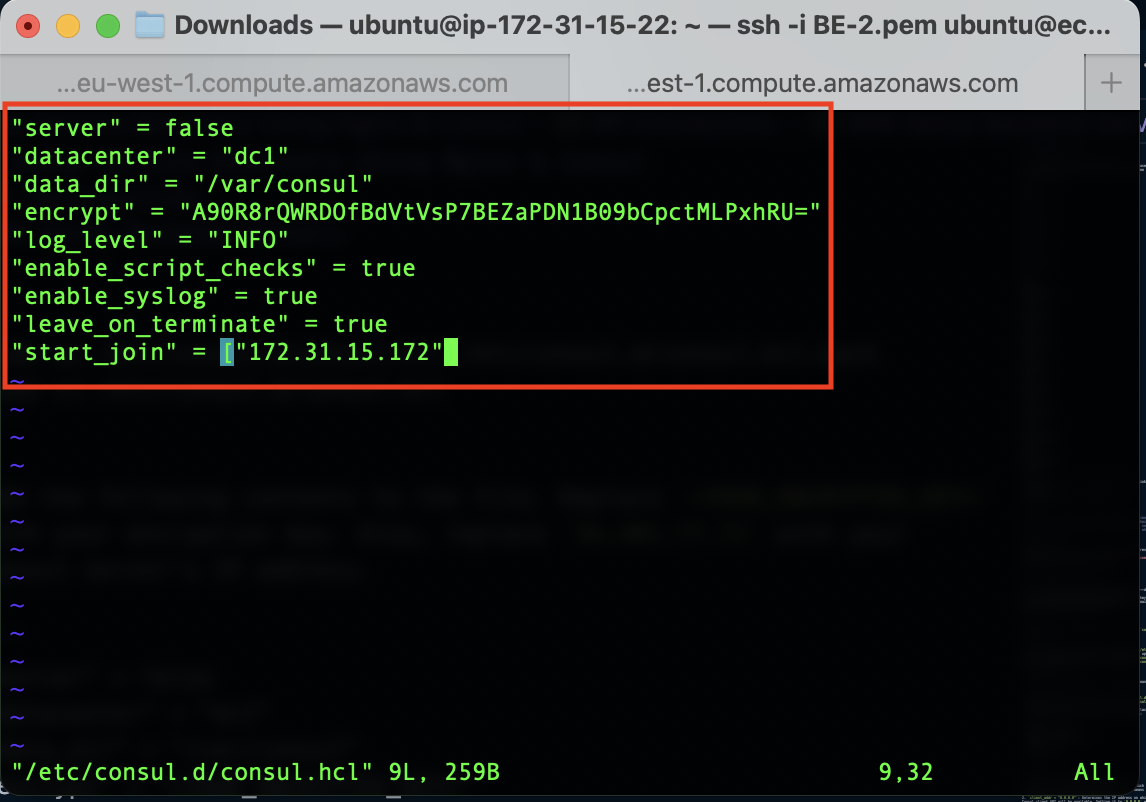 Downloads — ubuntu@ip-172-31-15-22: ~ — ssh -i BE-2.pem ubuntu@ec...
...eu-west-1.compute.amazonaws.com
...est-1.compute.amazonaws.com
+
"server" = false
"datacenter" = "dc1"
"data_dir" = "/var/consul"
"encrypt" = "A90R8rQWRDOfBdVtVsP7BEZaPDN1B09bCpctMLPxhRU="
"log_level" = "INFO"
"enable_script_checks" = true
"enable_syslog" = true
"leave_on_terminate" = true
"start_join" = ["172.31.15.172"
~
~
~
~
~
~
~
~
~
~
~
~
~
~
"/etc/consul.d/consul.hcl" 9L, 259B
9,32
All